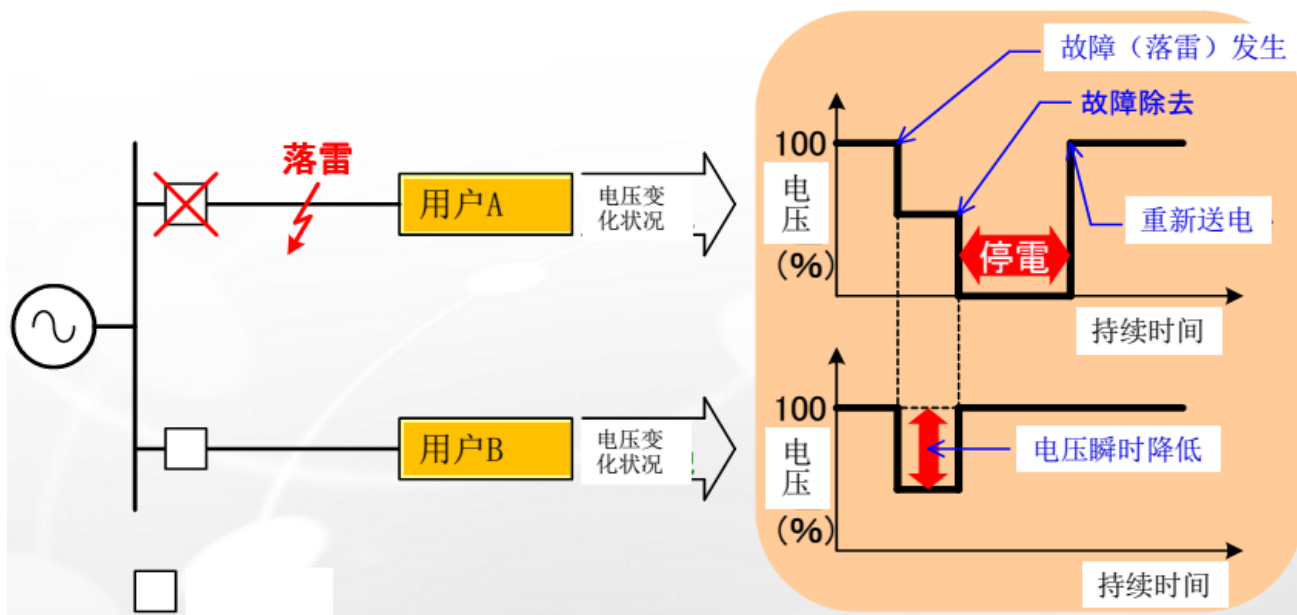 落雷
用户A
电压变
化状况
用户B
电压变
化状况
故障（落雷）发生
故障除去
100
电
压
(%)
停電
重新送电
持续时间
100
电
压
(%)
电压瞬时降低
持续时间